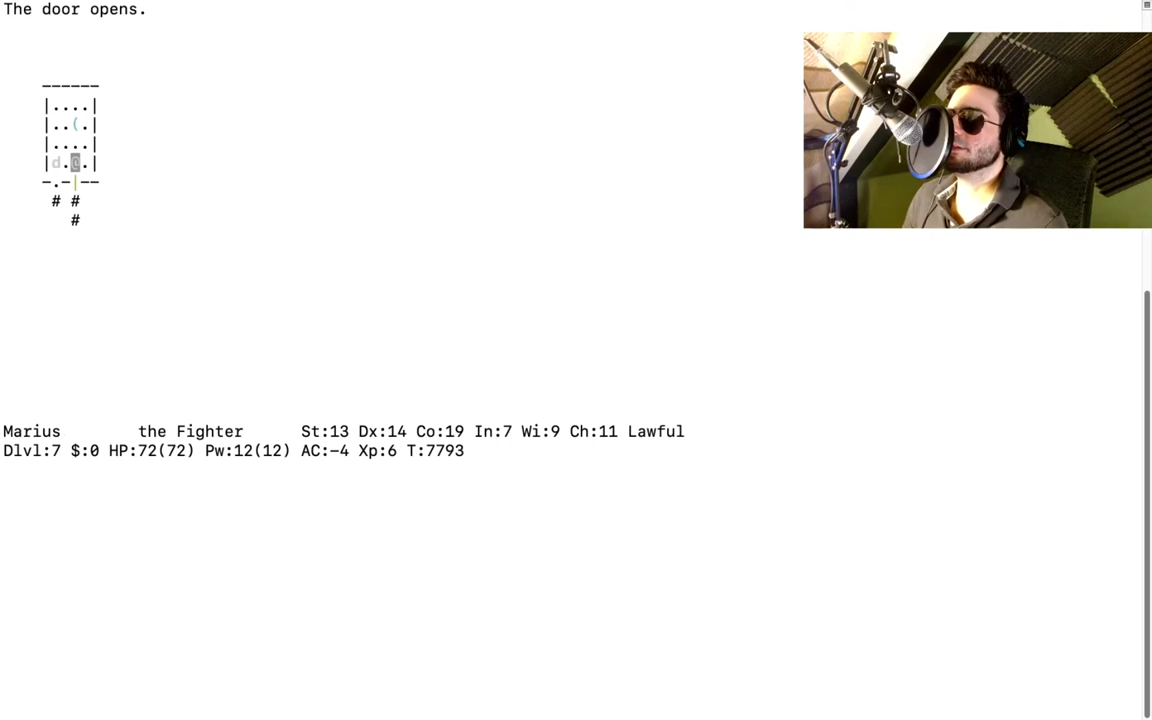 The door opens.
------
|....|
|..(.|
|....|
|d.@.|
-.-|--
# #
#
Marius the Fighter St:13 Dx:14 Co:19 In:7 Wi:9 Ch:11 Lawful
Dlvl:7 $:0 HP:72(72) Pw:12(12) AC:-4 Xp:6 T:7793